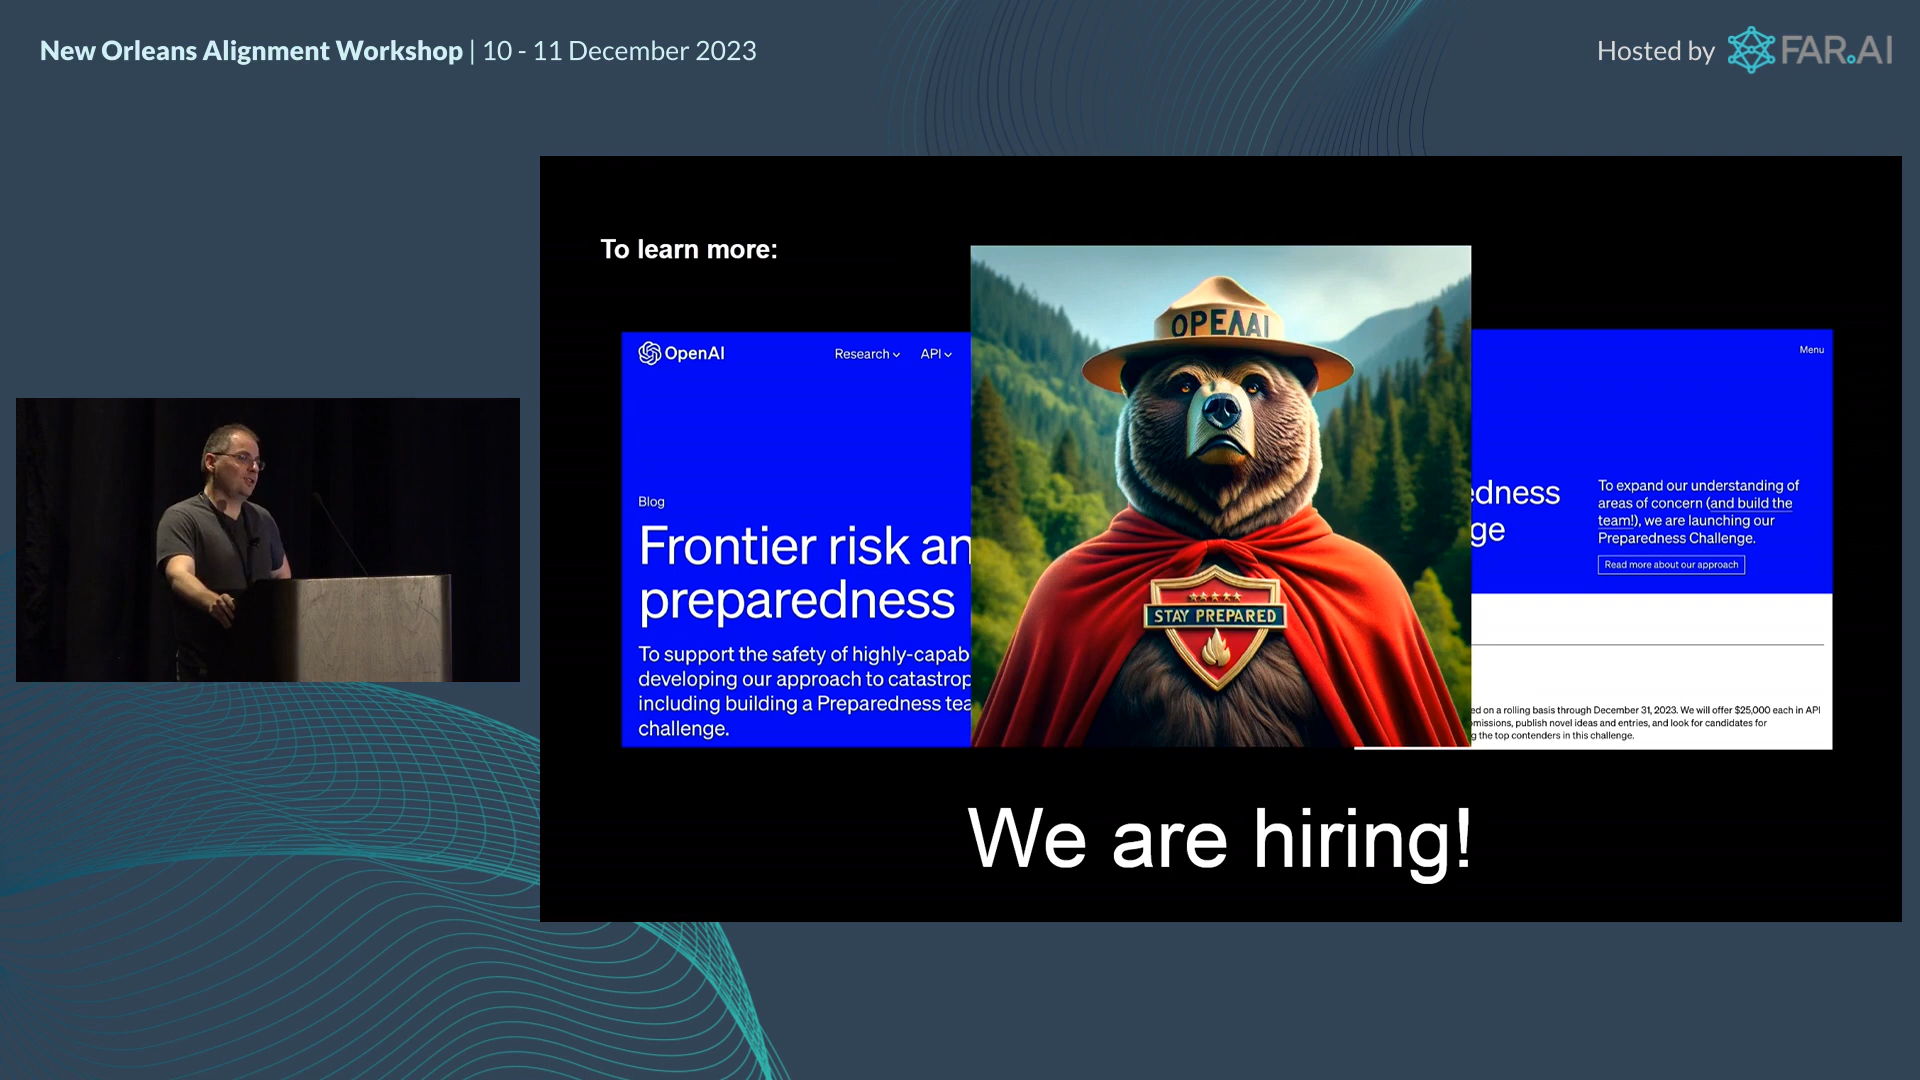 New Orleans Alignment Workshop | 10 - 11 December 2023
Hosted by FAR.AI
To learn more:
OpenAI
Research
API
Blog
Frontier risk an
preparedness
To support the safety of highly-capab
developing our approach to catastrop
including building a Preparedness tea
challenge.
OPEAAI
STAY PREPARED
Menu
edness
ge
To expand our understanding of
areas of concern (and build the
team!), we are launching our
Preparedness Challenge.
Read more about our approach
ed on a rolling basis through December 31, 2023. We will offer $25,000 each in API
missions, publish novel ideas and entries, and look for candidates for
g the top contenders in this challenge.
We are hiring!